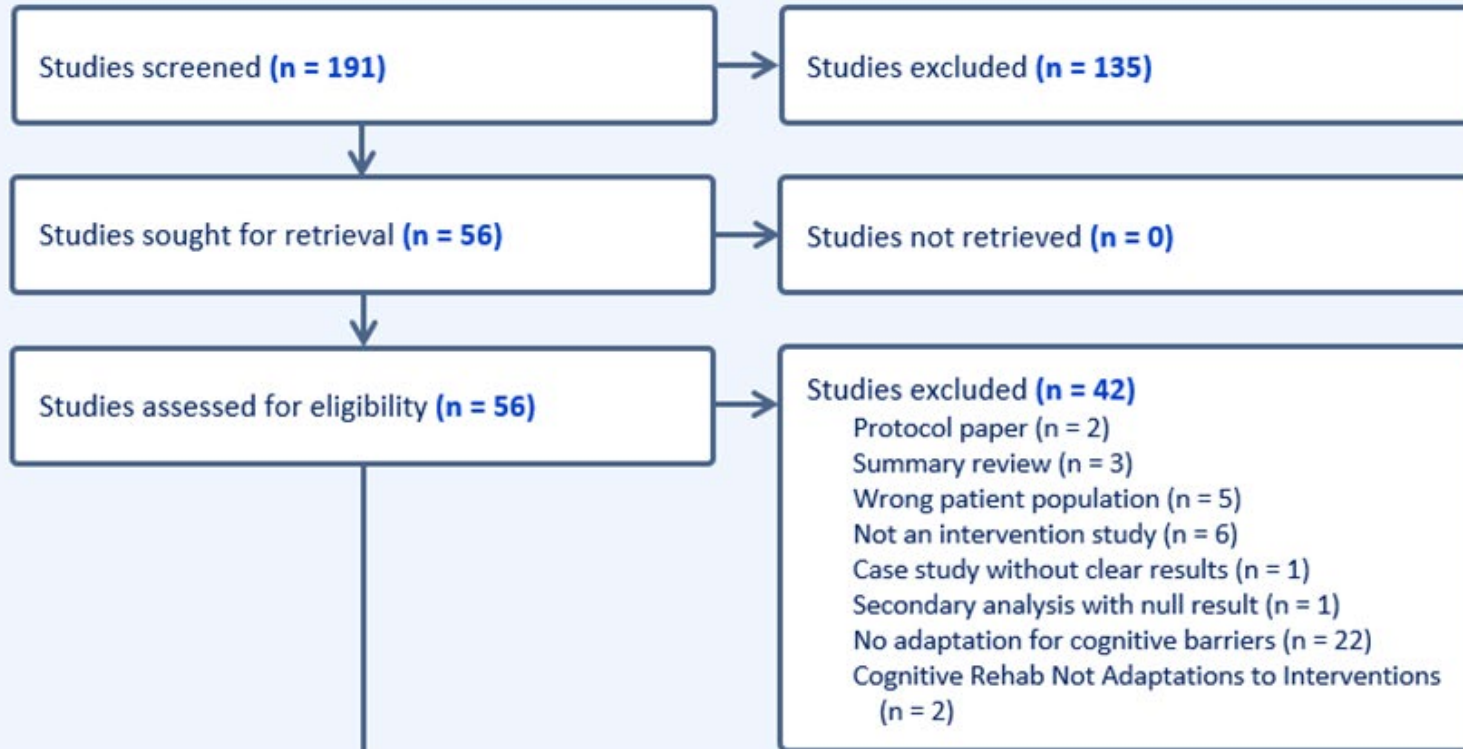 Studies screened (n = 191)
Studies excluded (n = 135)
Studies sought for retrieval (n = 56)
Studies not retrieved (n = 0)
Studies assessed for eligibility (n = 56)
Studies excluded (n = 42)
Protocol paper (n = 2)
Summary review (n = 3)
Wrong patient population (n = 5)
Not an intervention study (n = 6)
Case study without clear results (n = 1)
Secondary analysis with null result (n = 1)
No adaptation for cognitive barriers (n = 22)
Cognitive Rehab Not Adaptations to Interventions
(n = 2)